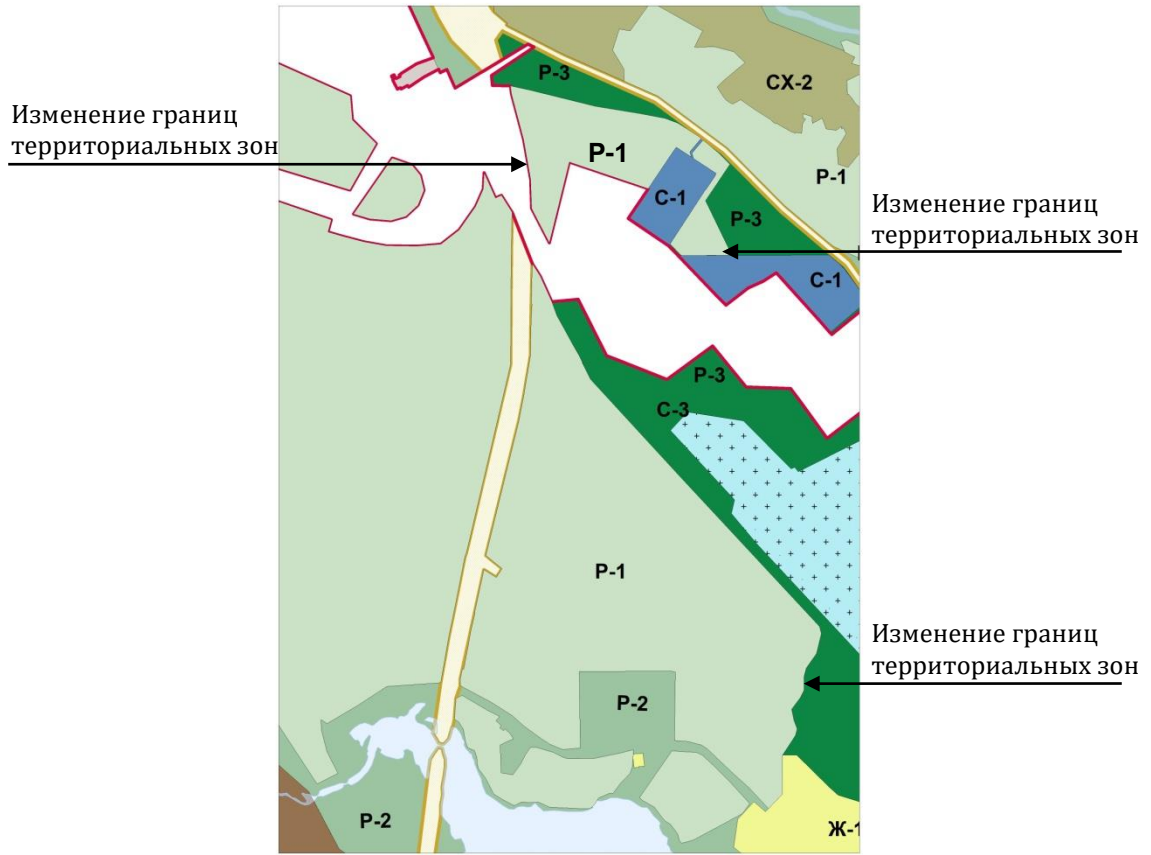 Р-3
СХ-2
Изменение границ
территориальных зон
Р-1
Р-1
С-1
Р-3
Изменение границ
территориальных зон
С-1
Р-3
С-3
Р-1
Изменение границ
территориальных зон
Р-2
Р-2
Ж-1